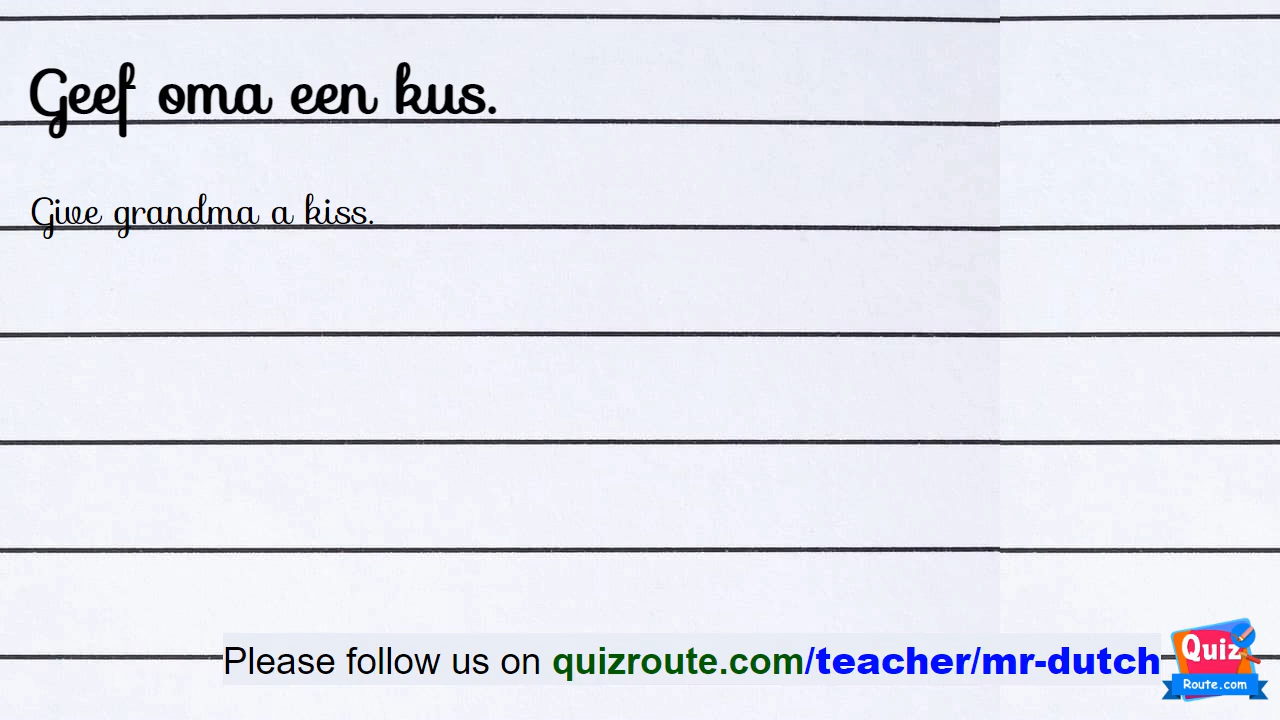 Geef oma een kus.
Give grandma a kiss.
Please follow us on quizroute.com/teacher/mr-dutch
Quiz
Route.com